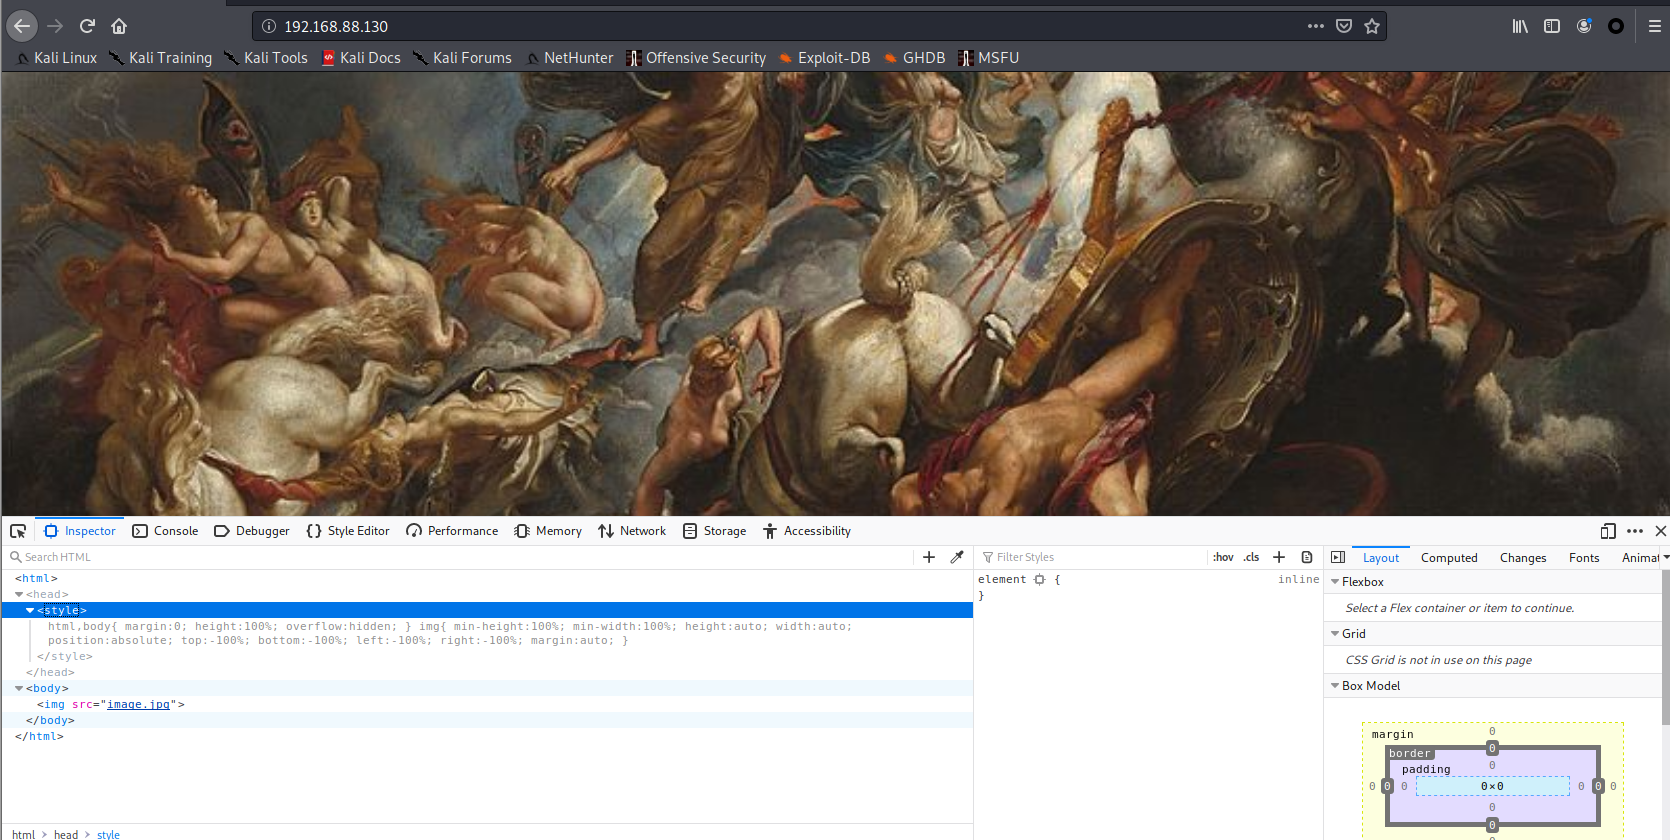 192.168.88.130
Kali Linux Kali Training Kali Tools Kali Docs Kali Forums NetHunter Offensive Security Exploit-DB GHDB MSFU
Inspector Console Debugger Style Editor Performance Memory Network Storage Accessibility
Search HTML
Filter Styles :hov .cls
Layout Computed Changes Fonts Animat
<html>
<head>
<style>
html,body{ margin:0; height:100%; overflow:hidden; } img{ min-height:100%; min-width:100%; height:auto; width:auto;
position:absolute; top:-100%; bottom:-100%; left:-100%; right:-100%; margin:auto; }
</style>
</head>
<body>
<img src="image.jpg">
</body>
</html>
html > head > style
element { inline
}
Flexbox
Select a Flex container or item to continue.
Grid
CSS Grid is not in use on this page
Box Model
margin 0
border 0
padding 0
0 0 0 0×0 0 0 0
0
0